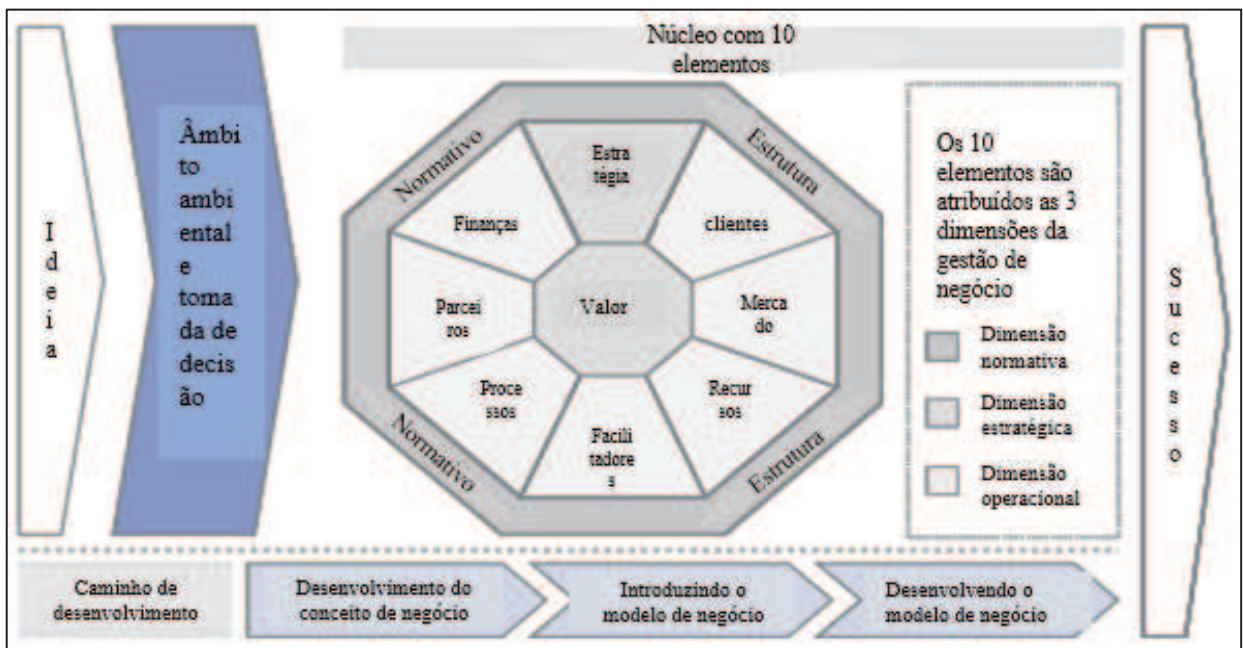 Núcleo com 10
elementos
I
d
e
i
a
Âmbi
to
ambi
ental
e
toma
da de
decis
ão
Normativo
Estrutura
Estra
tégia
Finanças
clientes
Parcei
ros
Valor
Merca
do
Proce
ssos
Recur
sos
Facili
tadore
s
Normativo
Estrutura
Os 10
elementos são
atribuídos as 3
dimensões da
gestão de
negócio
Dimensão
normativa
Dimensão
estratégica
Dimensão
operacional
S
u
c
e
s
s
o
Caminho de
desenvolvimento
Desenvolvimento do
conceito de negócio
Introduzindo o
modelo de negócio
Desenvolvendo o
modelo de negócio